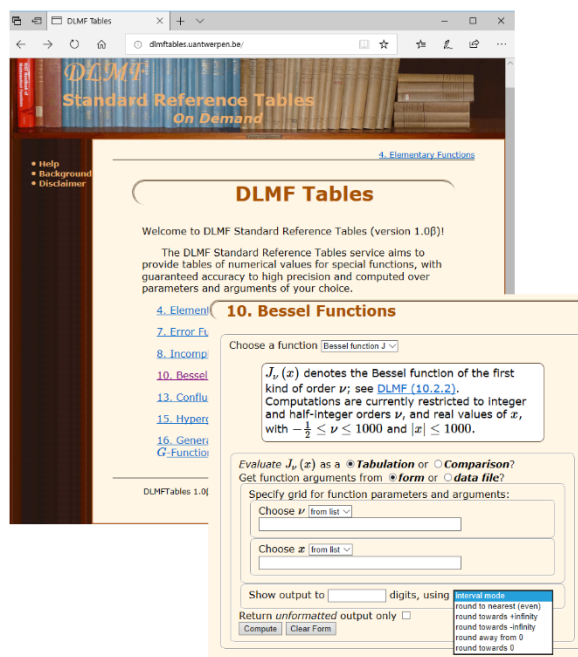 DLMF Tables
dlmftables.uantwerpen.be/
DLMF
Standard Reference Tables
On Demand
• Help
• Background
• Disclaimer
4. Elementary Functions
DLMF Tables
Welcome to DLMF Standard Reference Tables (version 1.0β)!
The DLMF Standard Reference Tables service aims to
provide tables of numerical values for special functions, with
guaranteed accuracy to high precision and computed over
parameters and arguments of your choice.
4. Element
7. Error Fu
8. Incomp
10. Bessel
13. Conflu
15. Hyperg
16. Genera
G-Function
DLMFTables 1.0β
10. Bessel Functions
Choose a function Bessel function J
Jν(x) denotes the Bessel function of the first
kind of order ν; see DLMF (10.2.2).
Computations are currently restricted to integer
and half-integer orders ν, and real values of x,
with −1/2 ≤ ν ≤ 1000 and |x| ≤ 1000.
Evaluate Jν(x) as a Tabulation or Comparison?
Get function arguments from form or data file?
Specify grid for function parameters and arguments:
Choose ν from list
Choose x from list
Show output to digits, using interval mode
round to nearest (even)
round towards +infinity
round towards -infinity
round away from 0
round towards 0
Return unformatted output only
Compute Clear Form